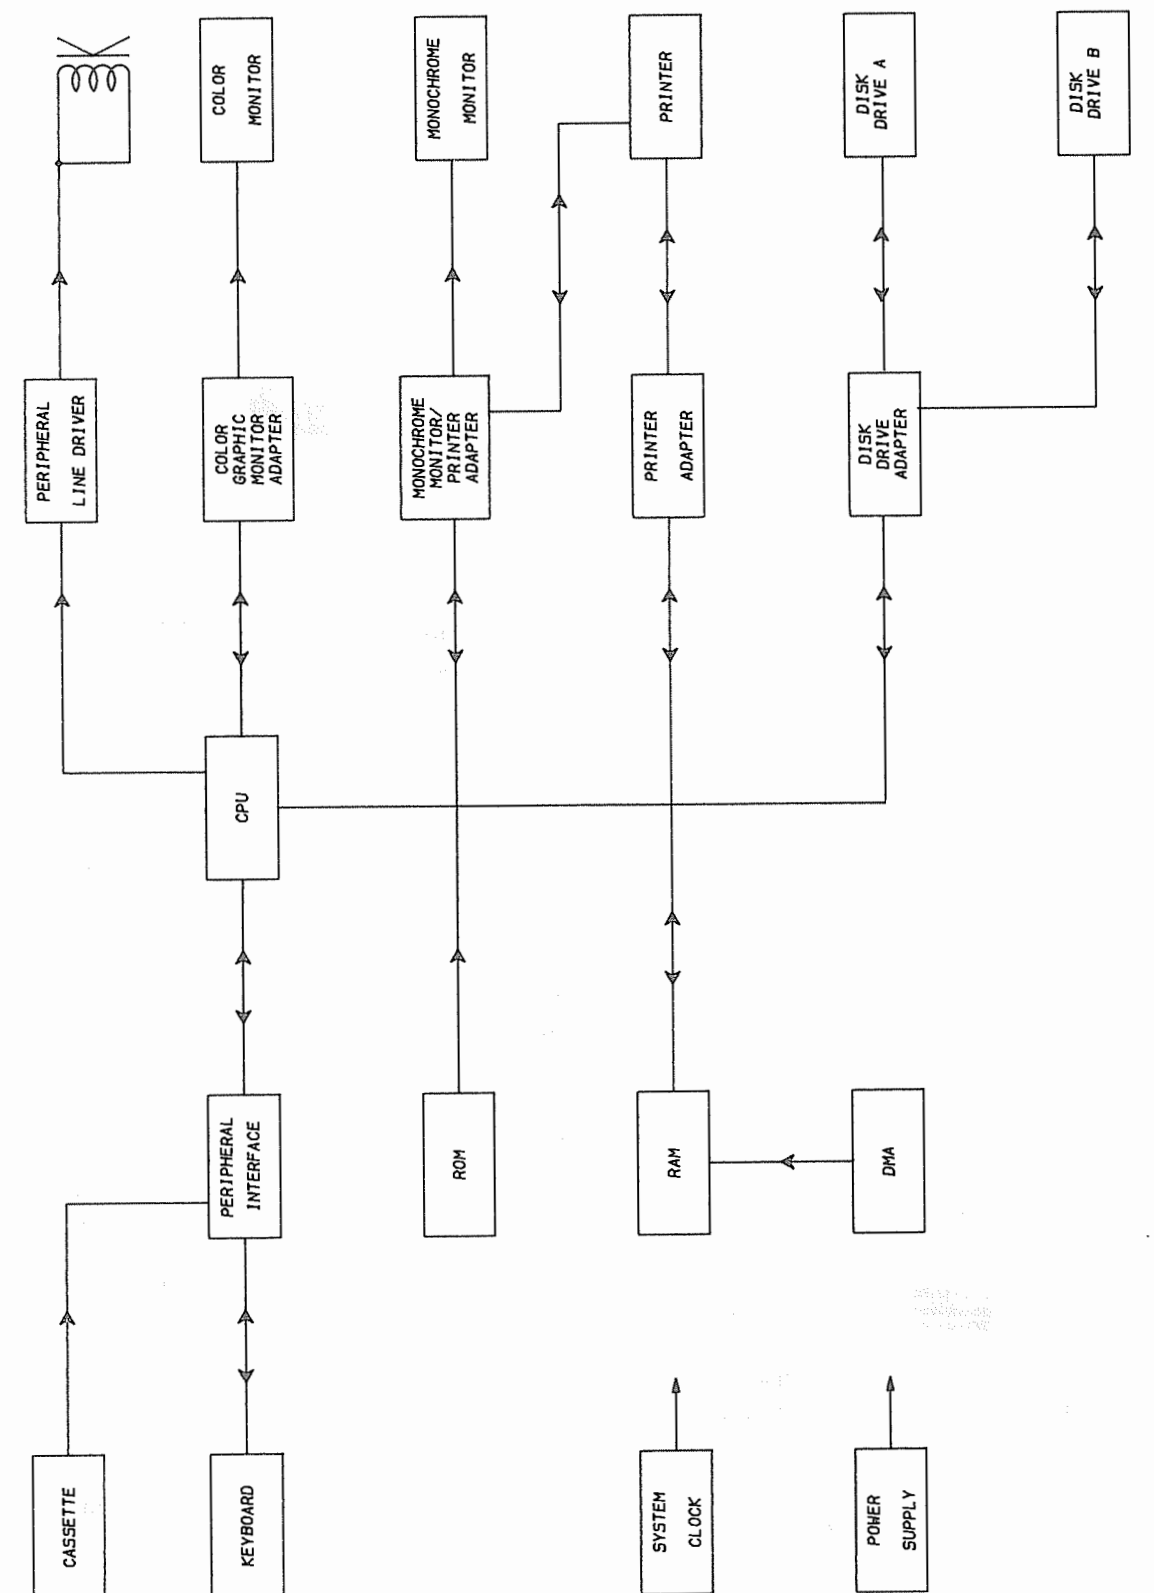 PERIPHERAL
LINE DRIVER
COLOR
MONITOR
COLOR
GRAPHIC
MONITOR
ADAPTER
MONOCHROME
MONITOR
MONOCHROME
MONITOR/
PRINTER
ADAPTER
PRINTER
PRINTER
ADAPTER
DISK
DRIVE A
DISK
DRIVE B
DISK
DRIVE
ADAPTER
CPU
PERIPHERAL
INTERFACE
ROM
RAM
DMA
CASSETTE
KEYBOARD
SYSTEM
CLOCK
POWER
SUPPLY